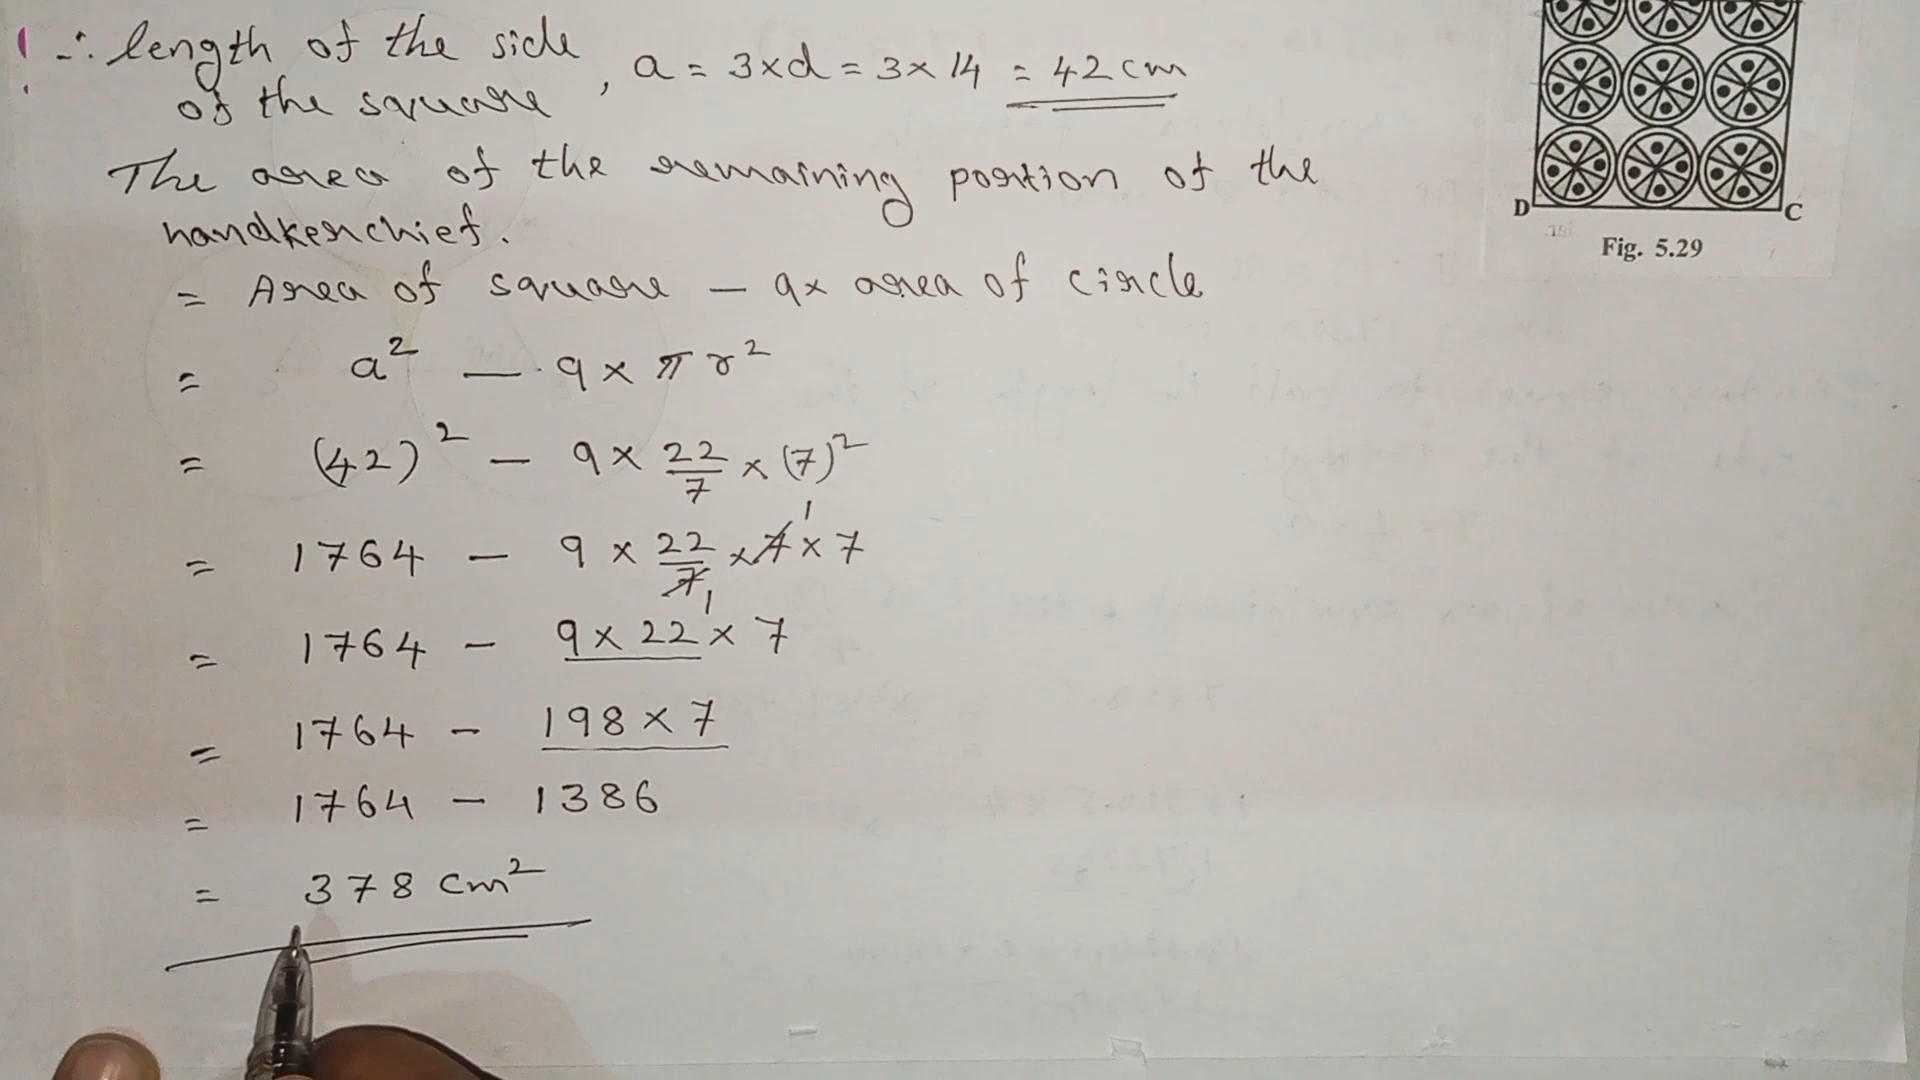 ∴ length of the side
of the square , a = 3×d = 3×14 = 42 cm
The area of the remaining portion of the
handkerchief.
= Area of square – 9× area of circle
= a² – 9 × π r²
= (42)² – 9 × 22/7 × (7)²
= 1764 – 9 × 22/7 1 × 7 1 × 7
= 1764 – 9 × 22 × 7
= 1764 – 198 × 7
= 1764 – 1386
= 378 cm²
D C
Fig. 5.29